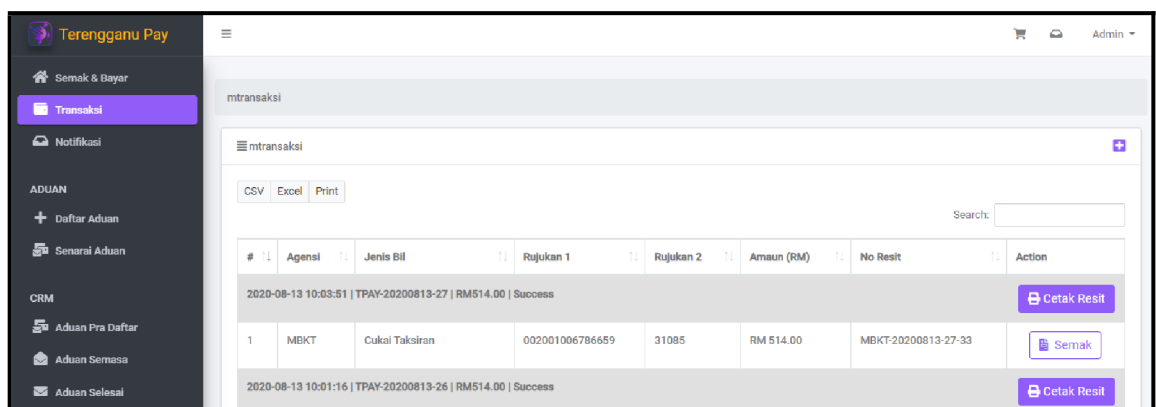 Terengganu Pay
Admin
Semak & Bayar
Transaksi
Notifikasi
ADUAN
Daftar Aduan
Senarai Aduan
CRM
Aduan Pra Daftar
Aduan Semasa
Aduan Selesai
mtransaksi
mtransaksi
CSV Excel Print
Search:
# Agensi Jenis Bil Rujukan 1 Rujukan 2 Amaun (RM) No Resit Action
2020-08-13 10:03:51 | TPAY-20200813-27 | RM514.00 | Success Cetak Resit
1 MBKT Cukai Taksiran 002001006786659 31085 RM 514.00 MBKT-20200813-27-33 Semak
2020-08-13 10:01:16 | TPAY-20200813-26 | RM514.00 | Success Cetak Resit